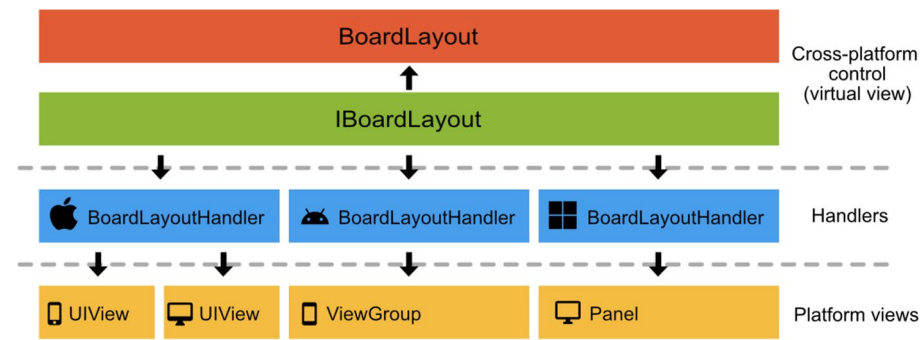 BoardLayout
Cross-platform
control
(virtual view)
IBoardLayout
BoardLayoutHandler
BoardLayoutHandler
BoardLayoutHandler
Handlers
UIView
UIView
ViewGroup
Panel
Platform views